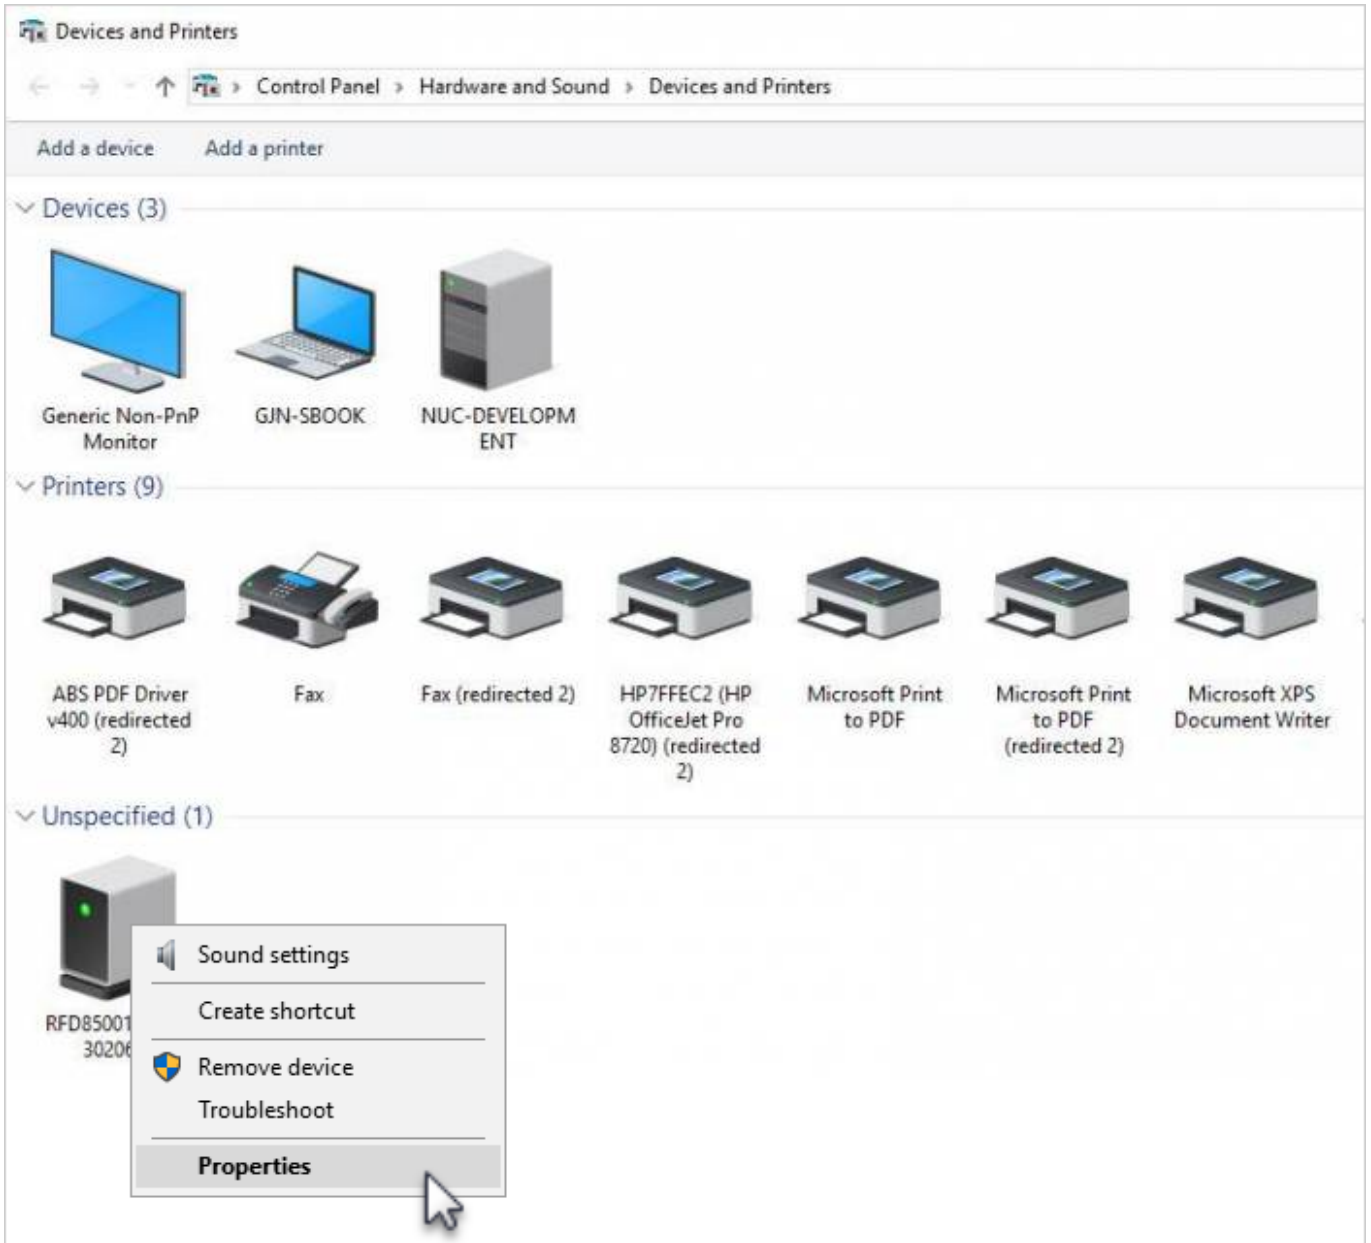 Devices and Printers
Control Panel > Hardware and Sound > Devices and Printers
Add a device Add a printer
Devices (3)
Generic Non-PnP
Monitor
GJN-SBOOK
NUC-DEVELOPM
ENT
Printers (9)
ABS PDF Driver
v400 (redirected
2)
Fax
Fax (redirected 2)
HP7FFEC2 (HP
OfficeJet Pro
8720) (redirected
2)
Microsoft Print
to PDF
Microsoft Print
to PDF
(redirected 2)
Microsoft XPS
Document Writer
Unspecified (1)
RFD85001
30206
Sound settings
Create shortcut
Remove device
Troubleshoot
Properties